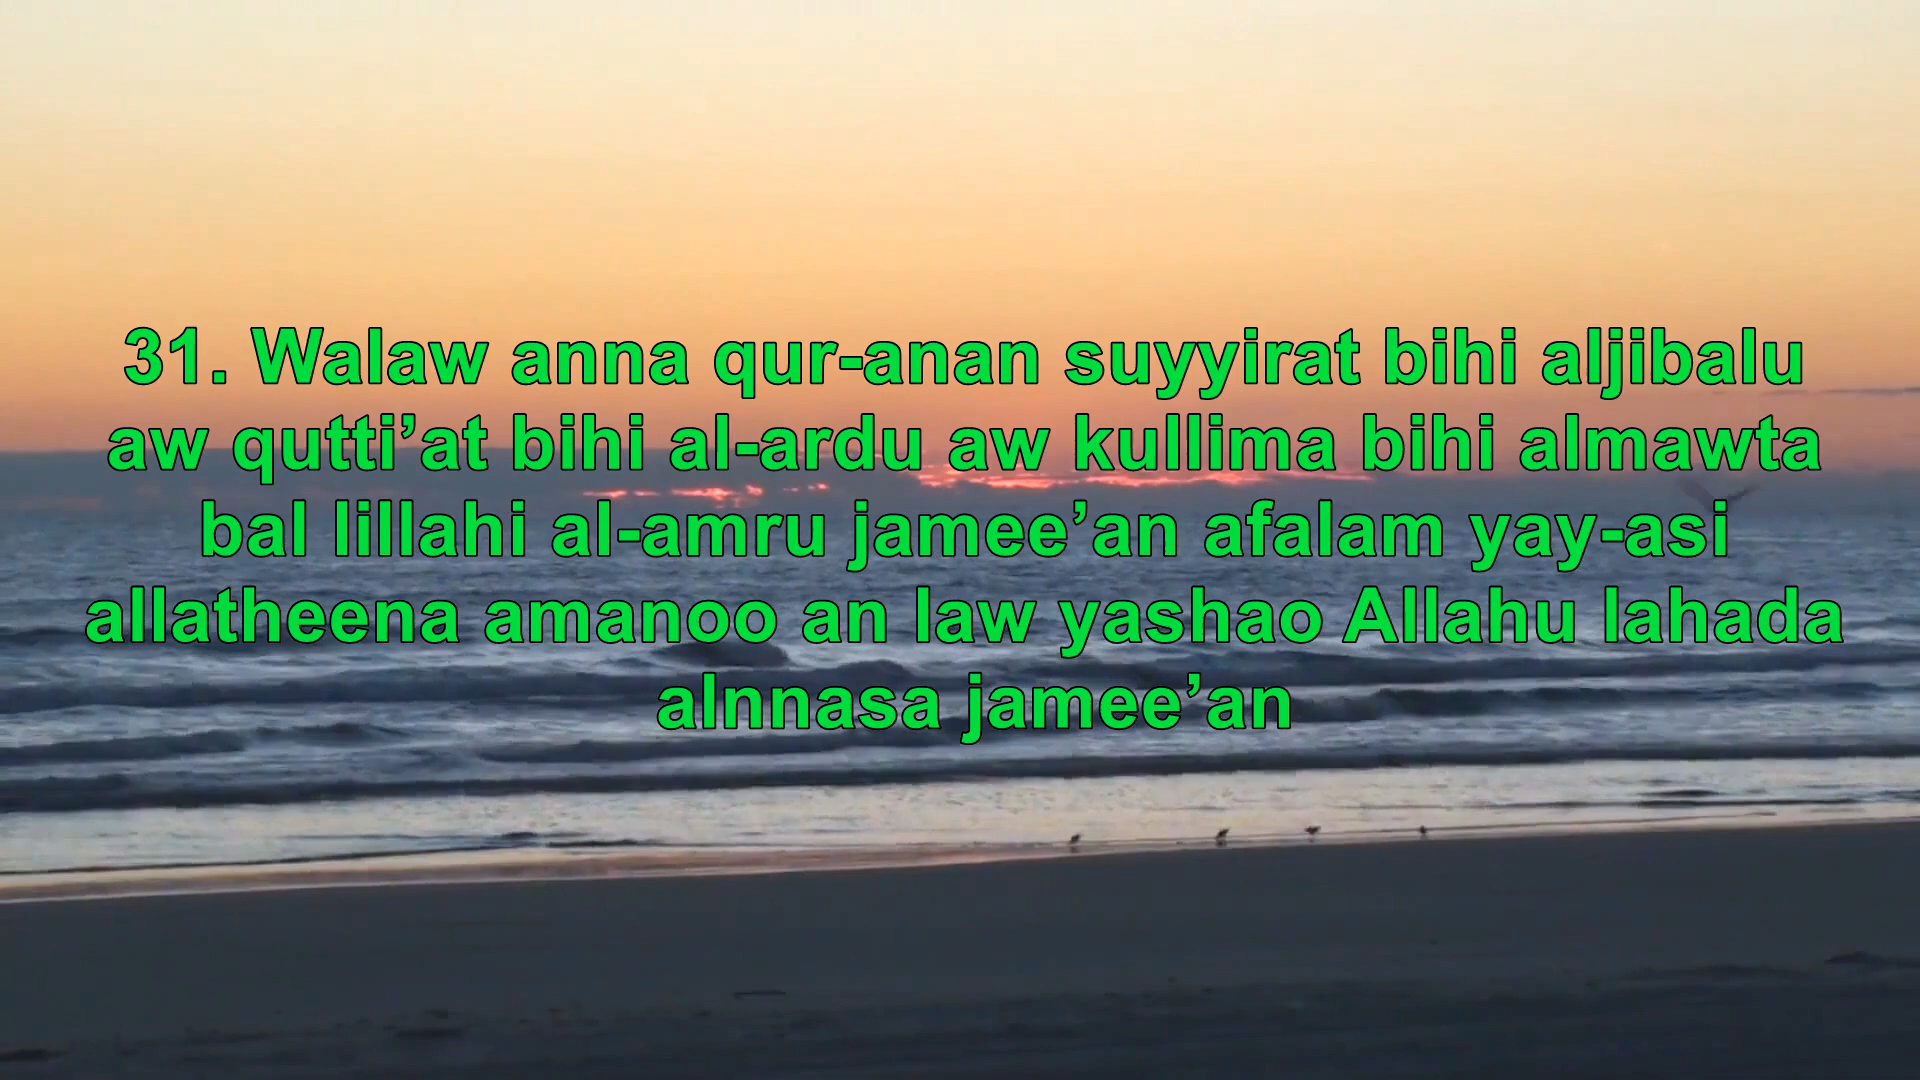 31. Walaw anna qur-anan suyyirat bihi aljibalu
aw qutti’at bihi al-ardu aw kullima bihi almawta
bal lillahi al-amru jamee’an afalam yay-asi
allatheena amanoo an law yashao Allahu lahada
alnnasa jamee’an